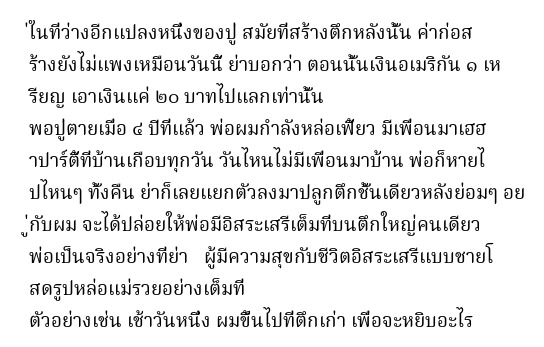 ่ในที่ว่างอีกแปลงหนึ่งของปู่ สมัยที่สร้างตึกหลังนั้น ค่าก่อส
ร้างยังไม่แพงเหมือนวันนี้ ย่าบอกว่า ตอนนั้นเงินอเมริกัน ๑ เห
รียญ เอาเงินแค่ ๒๐ บาทไปแลกเท่านั้น
พอปู่ตายเมื่อ ๔ ปีที่แล้ว พ่อผมกำลังหล่อเฟี้ยว มีเพื่อนมาเฮฮ
าปาร์ตี้ที่บ้านเกือบทุกวัน วันไหนไม่มีเพื่อนมาบ้าน พ่อก็หายไ
ปไหนๆ ทั้งคืน ย่าก็เลยแยกตัวลงมาปลูกตึกชั้นเดียวหลังย่อมๆ อย
ู่กับผม จะได้ปล่อยให้พ่อมีอิสระเสรีเต็มที่บนตึกใหญ่คนเดียว
พ่อเป็นจริงอย่างที่ย่า   ผู้มีความสุขกับชีวิตอิสระเสรีแบบชายโ
สดรูปหล่อแม่รวยอย่างเต็มที่
ตัวอย่างเช่น เช้าวันหนึ่ง ผมขึ้นไปที่ตึกเก่า เพื่อจะหยิบอะไร